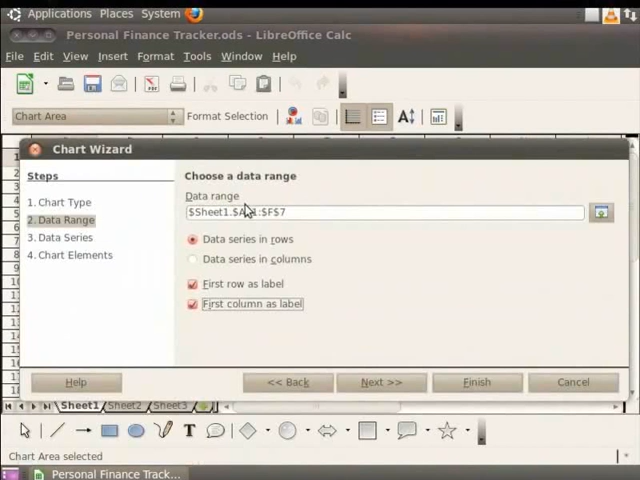 Applications Places System
Personal Finance Tracker.ods - LibreOffice Calc
File Edit View Insert Format Tools Window Help
Chart Area Format Selection
Chart Wizard
Steps
1. Chart Type
2. Data Range
3. Data Series
4. Chart Elements
Choose a data range
Data range
Data series in rows
Data series in columns
First row as label
First column as label
Help << Back Next >> Finish Cancel
Sheet1 Sheet2 Sheet3
Chart Area selected
Personal Finance Track...